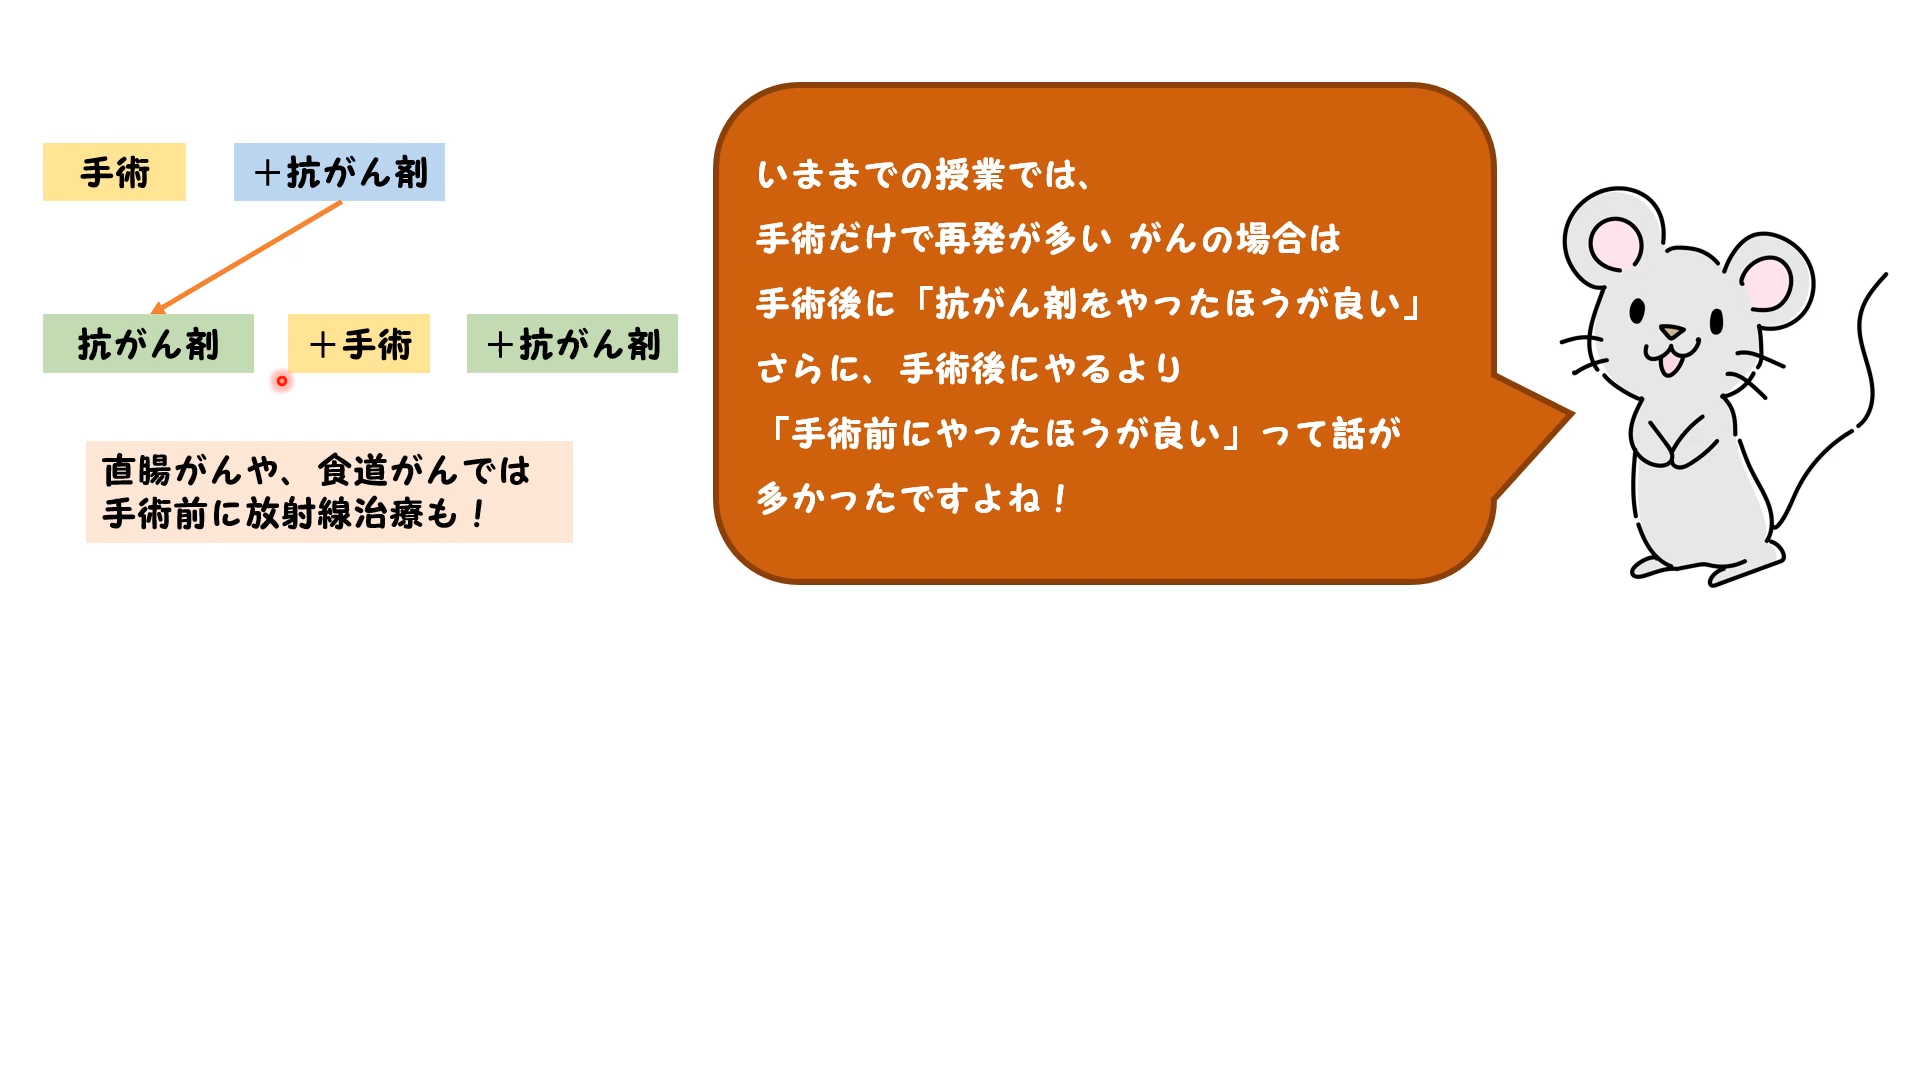 手術
＋抗がん剤
抗がん剤
＋手術
＋抗がん剤
直腸がんや、食道がんでは
手術前に放射線治療も！
いままでの授業では、
手術だけで再発が多い がんの場合は
手術後に「抗がん剤をやったほうが良い」
さらに、手術後にやるより
「手術前にやったほうが良い」って話が
多かったですよね！